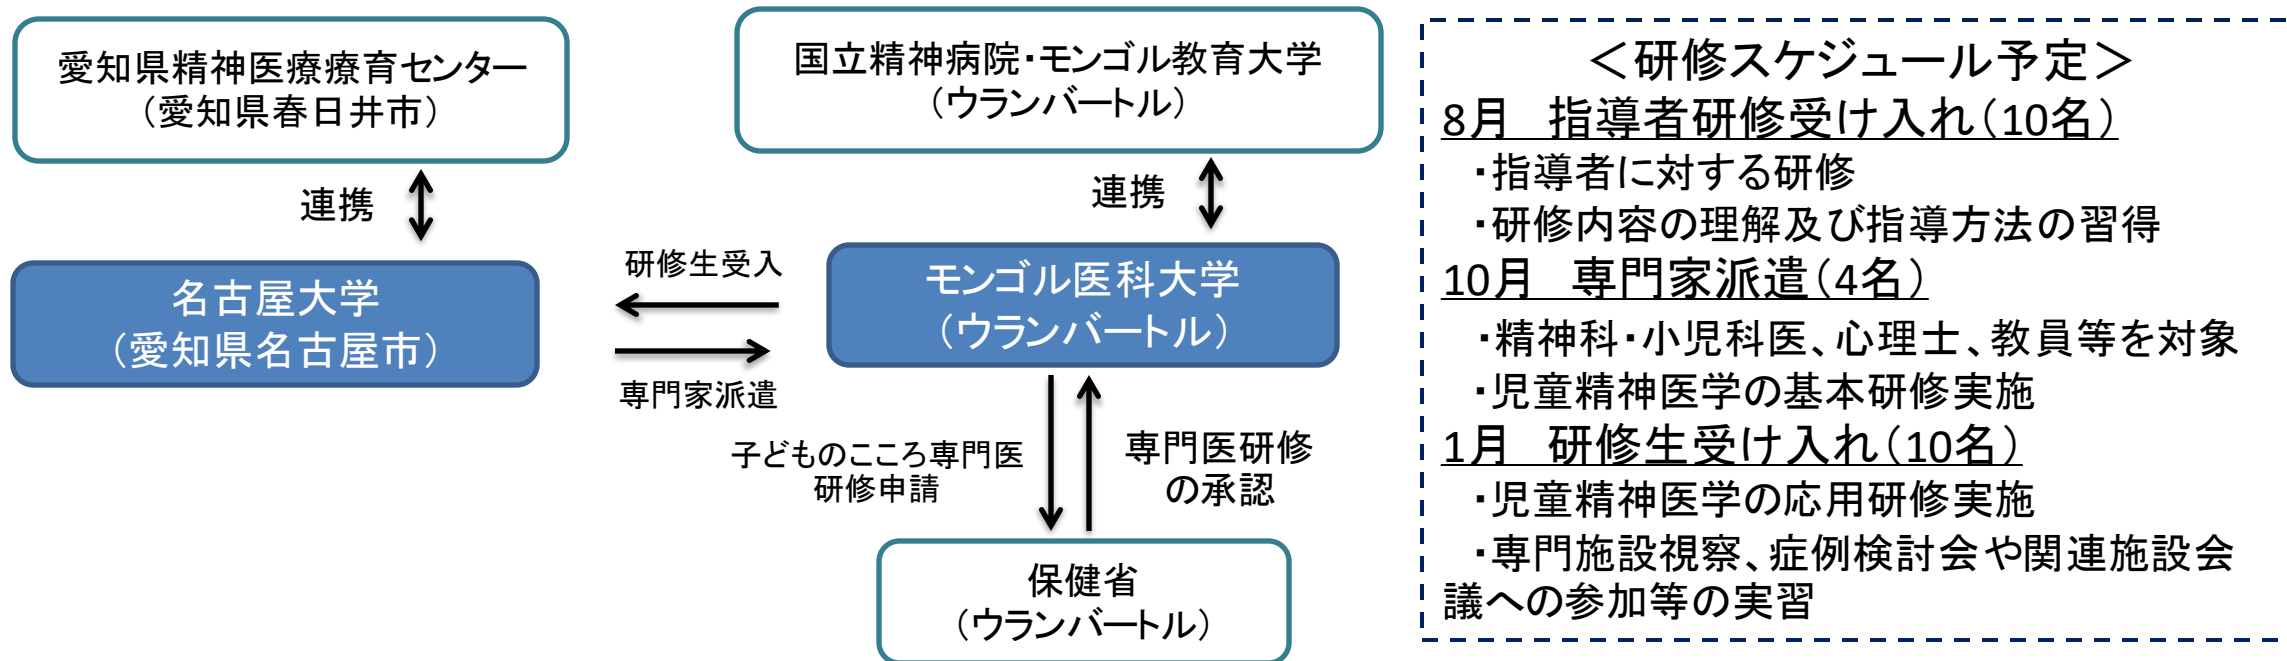 愛知県精神医療療育センター
（愛知県春日井市）
連携
名古屋大学
（愛知県名古屋市）
研修生受入
専門家派遣
国立精神病院・モンゴル教育大学
（ウランバートル）
連携
モンゴル医科大学
（ウランバートル）
子どものこころ専門医
研修申請
専門医研修
の承認
保健省
（ウランバートル）
＜研修スケジュール予定＞
8月　指導者研修受け入れ（10名）
・指導者に対する研修
・研修内容の理解及び指導方法の習得
10月　専門家派遣（4名）
・精神科・小児科医、心理士、教員等を対象
・児童精神医学の基本研修実施
1月　研修生受け入れ（10名）
・児童精神医学の応用研修実施
・専門施設視察、症例検討会や関連施設会
議への参加等の実習